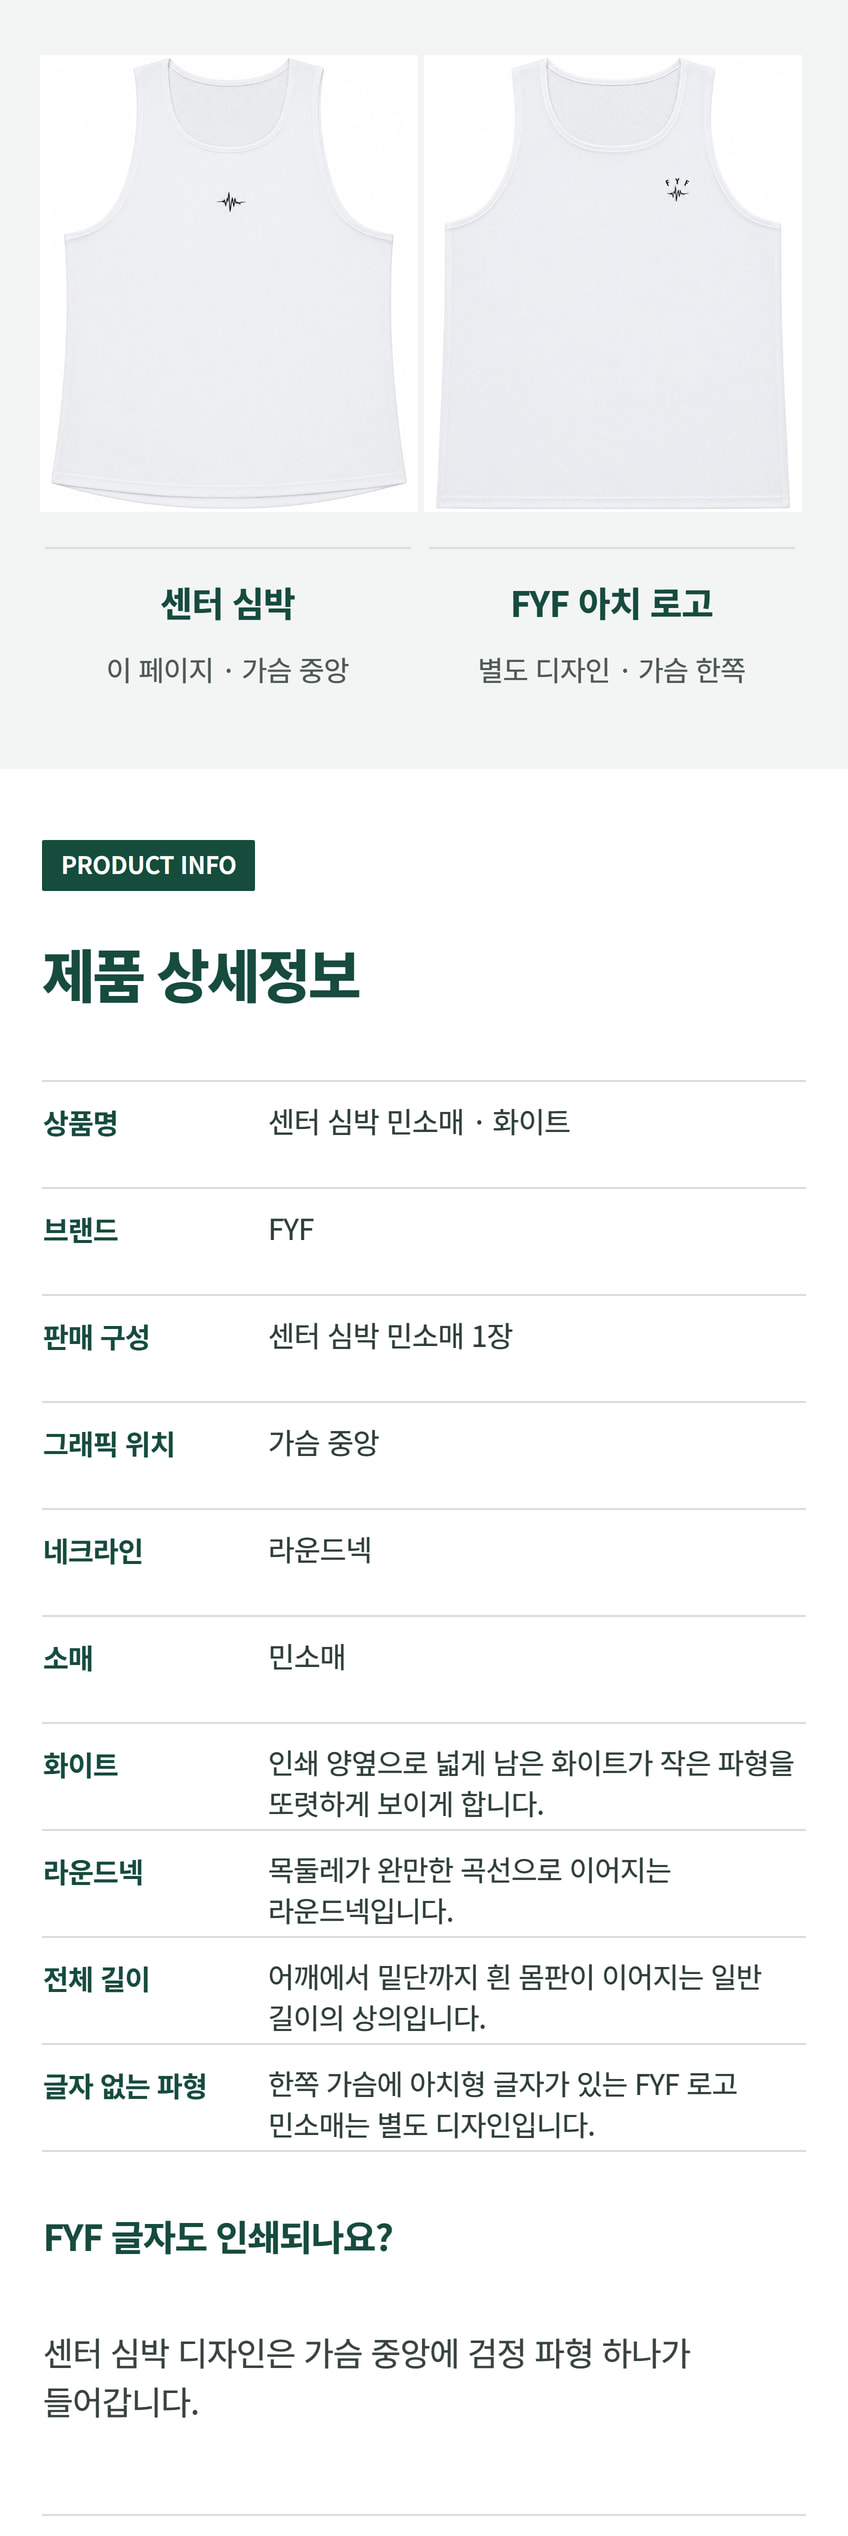 F Y F
센터 심박
이 페이지 · 가슴 중앙
FYF 아치 로고
별도 디자인 · 가슴 한쪽
PRODUCT INFO
제품 상세정보
상품명
센터 심박 민소매 · 화이트
브랜드
FYF
판매 구성
센터 심박 민소매 1장
그래픽 위치
가슴 중앙
네크라인
라운드넥
소매
민소매
화이트
인쇄 양옆으로 넓게 남은 화이트가 작은 파형을
또렷하게 보이게 합니다.
라운드넥
목둘레가 완만한 곡선으로 이어지는
라운드넥입니다.
전체 길이
어깨에서 밑단까지 흰 몸판이 이어지는 일반
길이의 상의입니다.
글자 없는 파형
한쪽 가슴에 아치형 글자가 있는 FYF 로고
민소매는 별도 디자인입니다.
FYF 글자도 인쇄되나요?
센터 심박 디자인은 가슴 중앙에 검정 파형 하나가
들어갑니다.